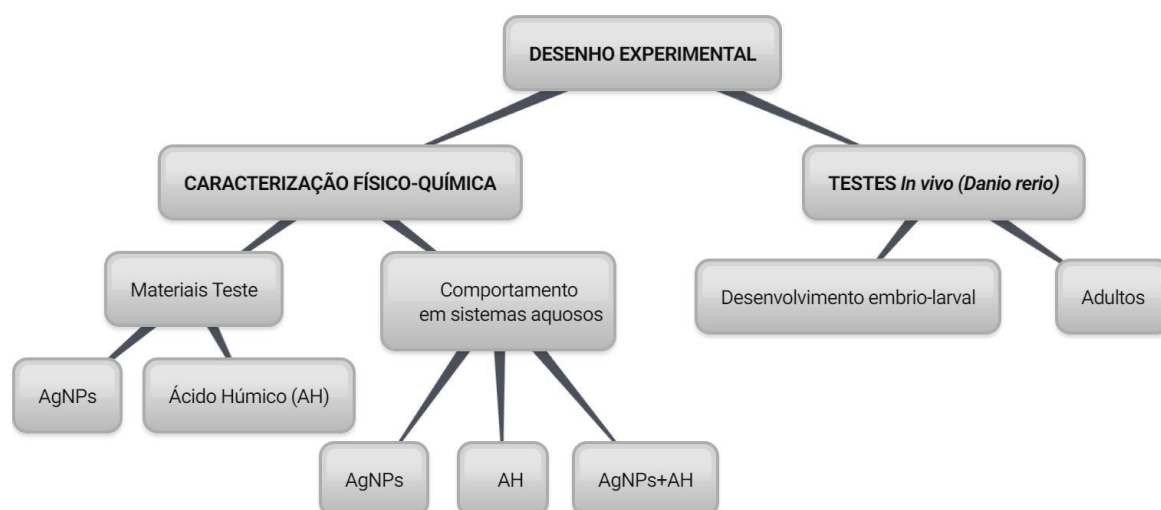 DESENHO EXPERIMENTAL
CARACTERIZAÇÃO FÍSICO-QUÍMICA
TESTES In vivo (Danio rerio)
Materiais Teste
Comportamento
em sistemas aquosos
Desenvolvimento embrio-larval
Adultos
AgNPs
Ácido Húmico (AH)
AgNPs
AH
AgNPs+AH